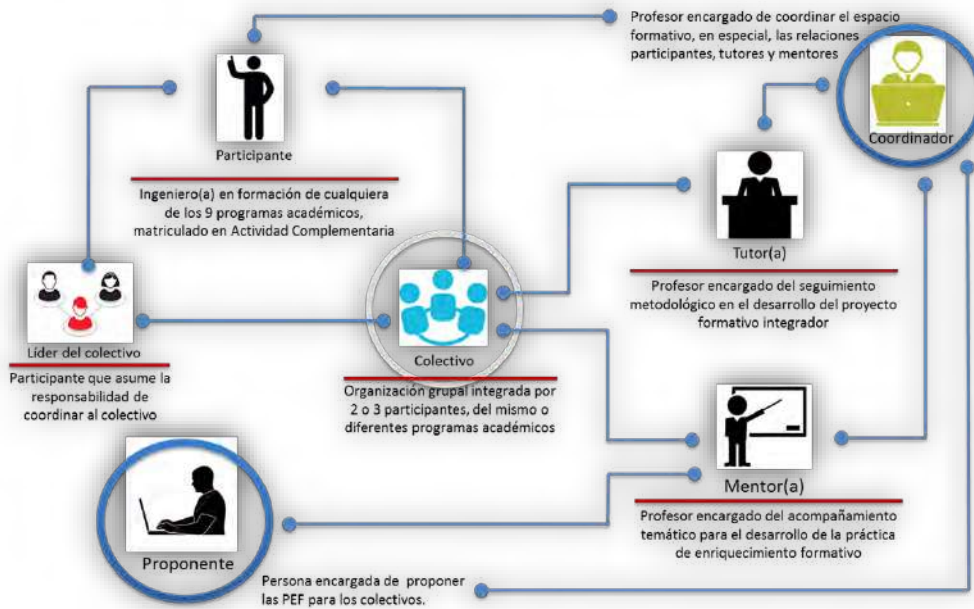 Profesor encargado de coordinar el espacio
formativo, en especial, las relaciones
participantes, tutores y mentores
Coordinador
Participante
Ingeniero(a) en formación de cualquiera
de los 9 programas académicos,
matriculado en Actividad Complementaria
Tutor(a)
Profesor encargado del seguimiento
metodológico en el desarrollo del proyecto
formativo integrador
Líder del colectivo
Participante que asume la
responsabilidad de
coordinar al colectivo
Colectivo
Organización grupal integrada por
2 o 3 participantes, del mismo o
diferentes programas académicos
Mentor(a)
Profesor encargado del acompañamiento
temático para el desarrollo de la práctica
de enriquecimiento formativo
Proponente
Persona encargada de proponer
las PEF para los colectivos.